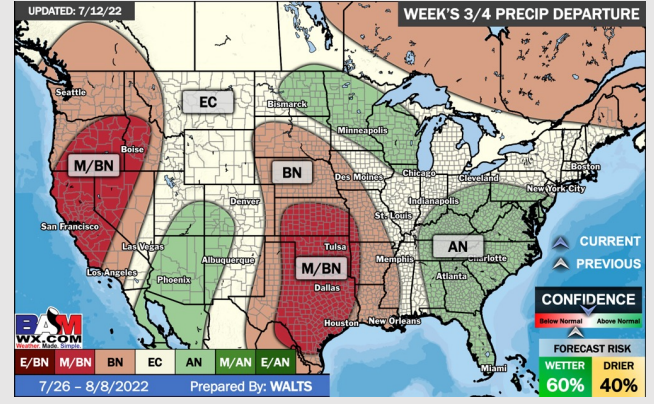 UPDATED: 7/12/22
WEEK'S 3/4 PRECIP DEPARTURE
Seattle
EC
Bismarck
Minneapolis
Boise
M/BN
BN
Des Moines
Chicago
Cleveland
Boston
New York City
Denver
Indianapolis
St. Louis
San Francisco
Las Vegas
Tulsa
AN
Charlotte
CURRENT
Albuquerque
M/BN
Memphis
PREVIOUS
Los Angeles
Phoenix
Dallas
Atlanta
CONFIDENCE
Below Normal
Above Normal
BAM
WX.COM
Weather. Made. Simple.
Houston
New Orleans
FORECAST RISK
E/BN
M/BN
BN
EC
AN
M/AN
E/AN
Miami
WETTER
60%
DRIER
40%
7/26 – 8/8/2022
Prepared By: WALTS